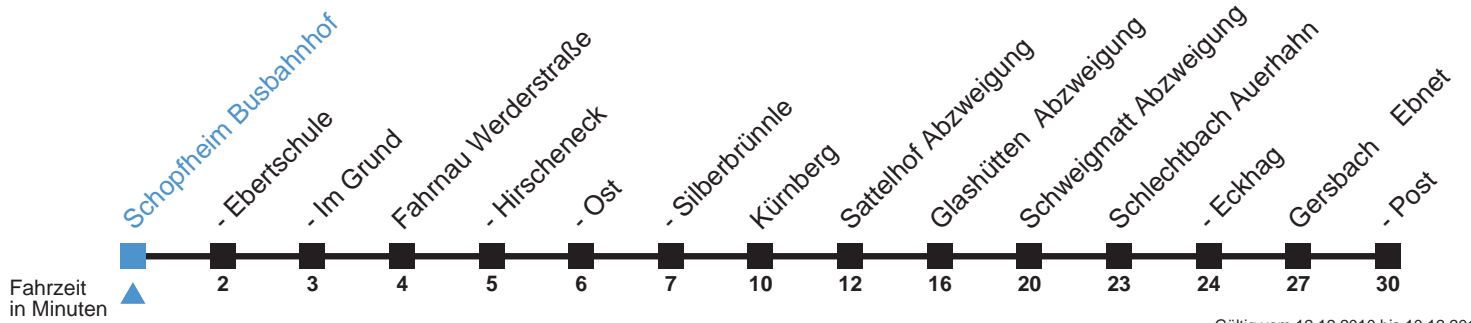 Schopfheim Busbahnhof
- Ebertschule
- Im Grund
Fahrnau Werderstraße
- Hirscheneck
- Ost
- Silberbrünnle
Kürnberg
Sattelhof Abzweigung
Glashütten Abzweigung
Schweigmatt Abzweigung
Schlechtbach Auerhahn
- Eckhag
Gersbach Ebnet
- Post
Fahrzeit
in Minuten
2 3 4 5 6 7 10 12 16 20 23 24 27 30